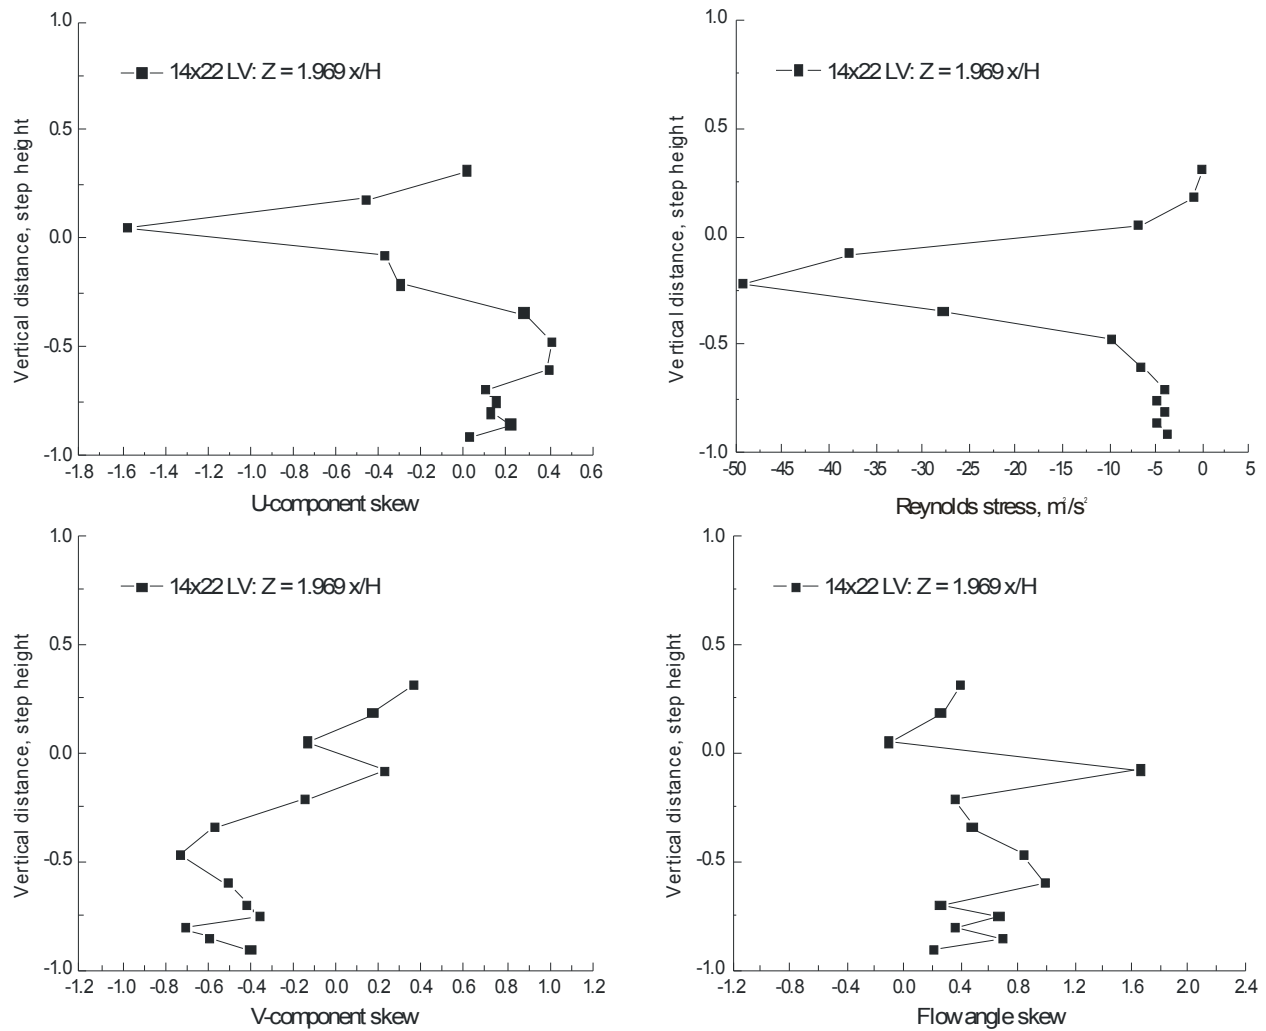 1.0
14x22 LV: Z = 1.969 x/H
0.5
0.0
-0.5
-1.0
Vertical distance, step height
-1.8 -1.6 -1.4 -1.2 -1.0 -0.8 -0.6 -0.4 -0.2 0.0 0.2 0.4 0.6
U-component skew
1.0
14x22 LV: Z = 1.969 x/H
0.5
0.0
-0.5
-1.0
Vertical distance, step height
-50 -45 -40 -35 -30 -25 -20 -15 -10 -5 0 5
Reynolds stress, m²/s²
1.0
14x22 LV: Z = 1.969 x/H
0.5
0.0
-0.5
-1.0
Vertical distance, step height
-1.2 -1.0 -0.8 -0.6 -0.4 -0.2 0.0 0.2 0.4 0.6 0.8 1.0 1.2
V-component skew
1.0
14x22 LV: Z = 1.969 x/H
0.5
0.0
-0.5
-1.0
Vertical distance, step height
-1.2 -0.8 -0.4 0.0 0.4 0.8 1.2 1.6 2.0 2.4
Flow angle skew